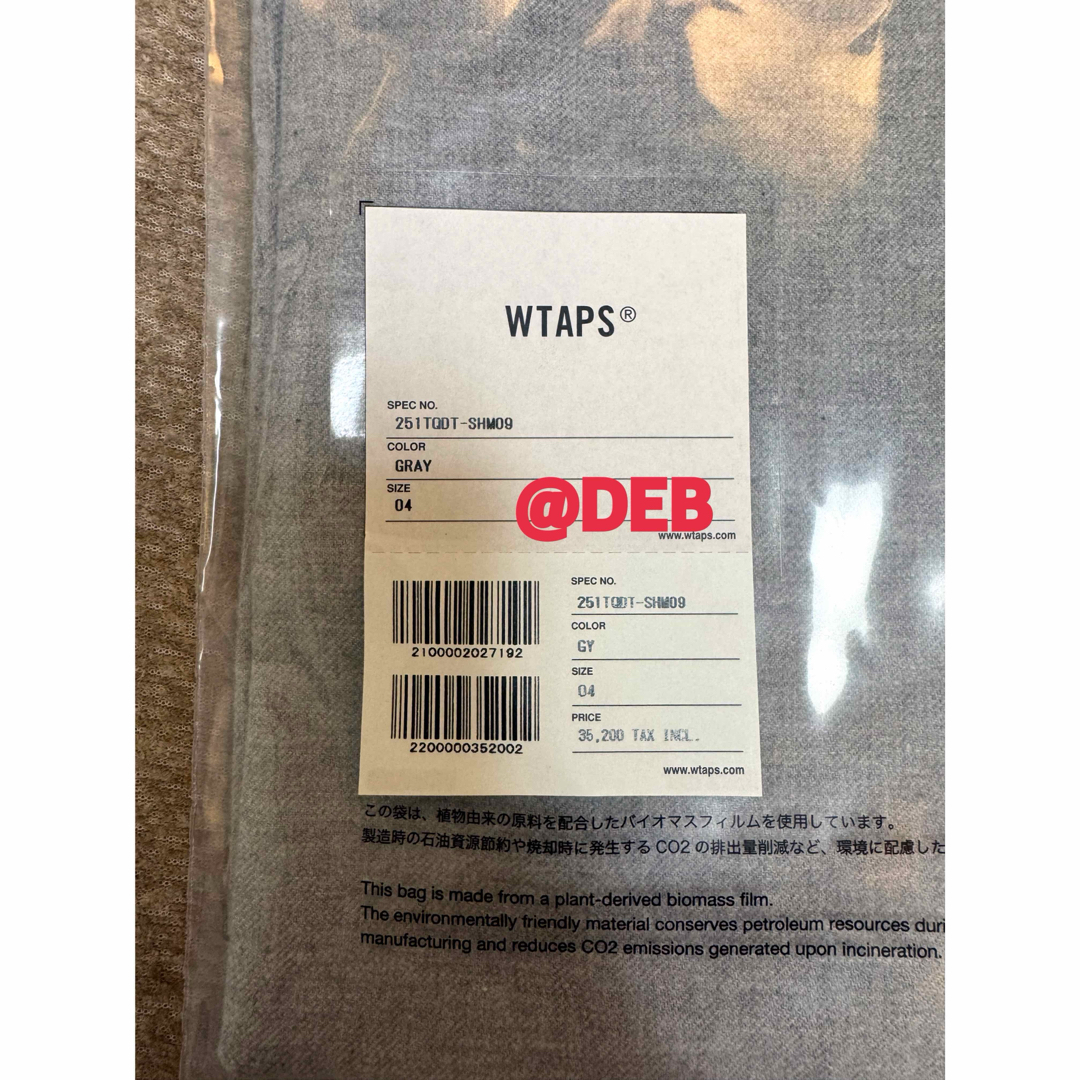 WTAPS®
SPEC NO.
251TQDT-SHM09
COLOR
GRAY
SIZE
04
@DEB
www.wtaps.com
2100002027192
2200000352002
SPEC NO.
251TQDT-SHM09
COLOR
GY
SIZE
04
PRICE
35,200 TAX INCL.
www.wtaps.com
この袋は、植物由来の原料を配合したバイオマスフィルムを使用しています。
製造時の石油資源節約や焼却時に発生するCO2の排出量削減など、環境に配慮した
This bag is made from a plant-derived biomass film.
The environmentally friendly material conserves petroleum resources duri
manufacturing and reduces CO2 emissions generated upon incineration.